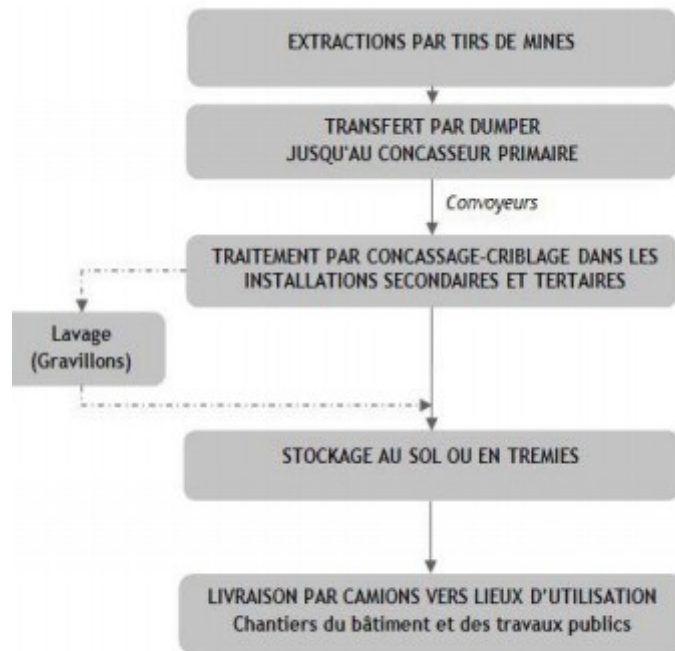 EXTRACTIONS PAR TIRS DE MINES
TRANSFERT PAR DUMPER
JUSQU'AU CONCASSEUR PRIMAIRE
Convoyeurs
TRAITEMENT PAR CONCASSAGE-CRIBLAGE DANS LES
INSTALLATIONS SECONDAIRES ET TERTAIRES
Lavage
(Gravillons)
STOCKAGE AU SOL OU EN TREMIES
LIVRAISON PAR CAMIONS VERS LIEUX D'UTILISATION
Chantiers du bâtiment et des travaux publics